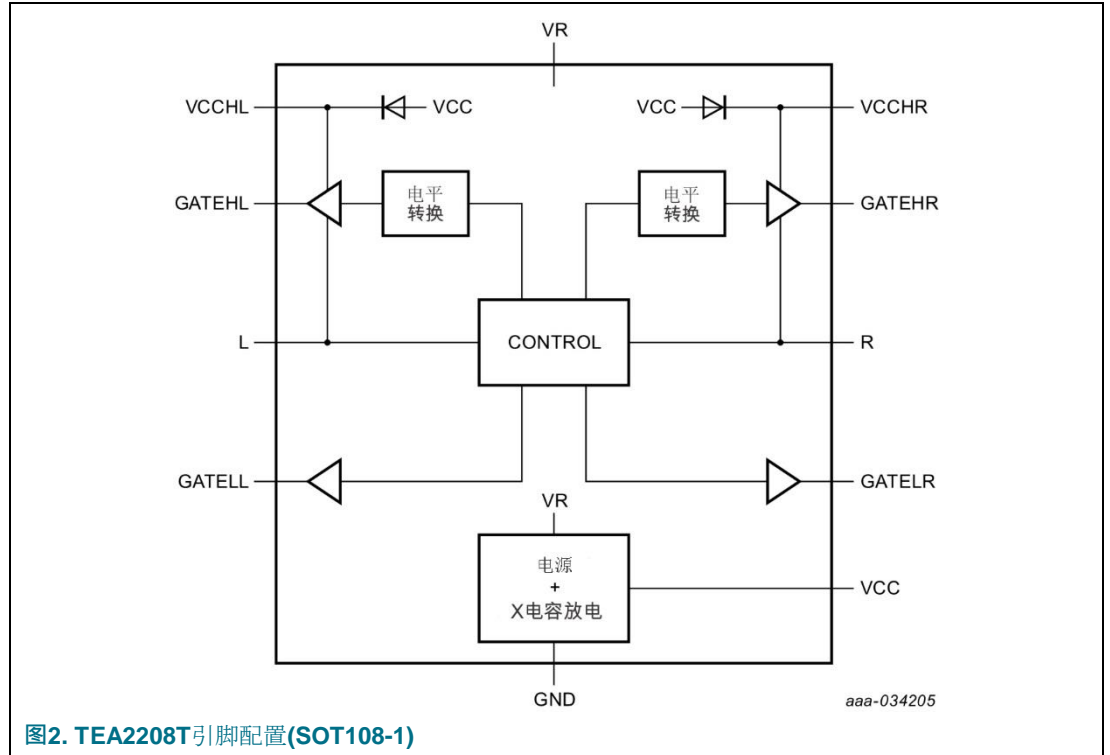 VR
VCCHL
VCC
VCC
VCCHR
GATEHL
电平
转换
电平
转换
GATEHR
L
CONTROL
R
GATELL
GATELR
VR
电源
+
X电容放电
VCC
GND
aaa-034205
图2. TEA2208T引脚配置(SOT108-1)